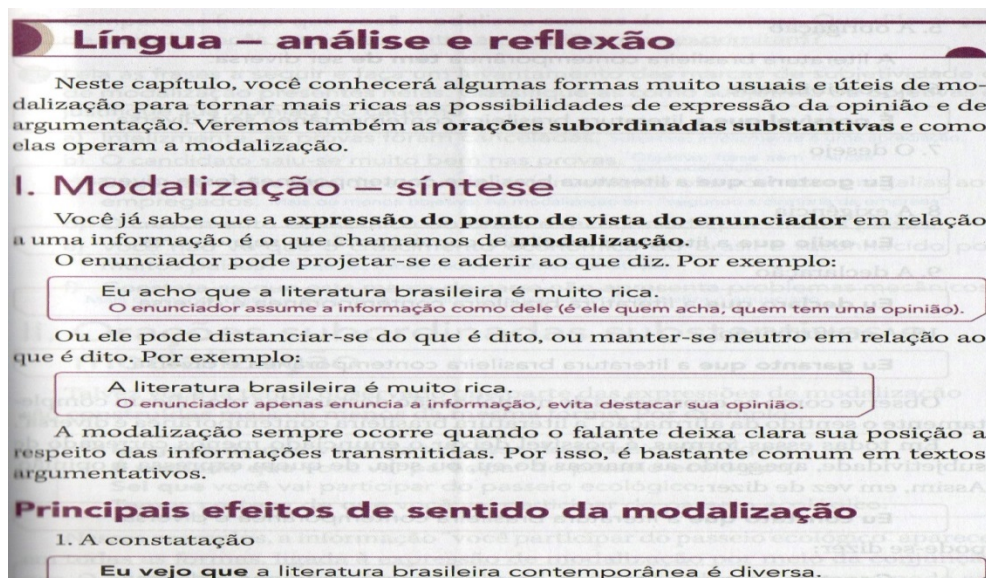 Língua – análise e reflexão
Neste capítulo, você conhecerá algumas formas muito usuais e úteis de mo-
dalização para tornar mais ricas as possibilidades de expressão da opinião e de
argumentação. Veremos também as orações subordinadas substantivas e como
elas operam a modalização.
I. Modalização – síntese
Você já sabe que a expressão do ponto de vista do enunciador em relação
a uma informação é o que chamamos de modalização.
O enunciador pode projetar-se e aderir ao que diz. Por exemplo:
Eu acho que a literatura brasileira é muito rica.
O enunciador assume a informação como dele (é ele quem acha, quem tem uma opinião).
Ou ele pode distanciar-se do que é dito, ou manter-se neutro em relação ao
que é dito. Por exemplo:
A literatura brasileira é muito rica.
O enunciador apenas enuncia a informação, evita destacar sua opinião.
A modalização sempre ocorre quando o falante deixa clara sua posição a
respeito das informações transmitidas. Por isso, é bastante comum em textos
argumentativos.
Principais efeitos de sentido da modalização
1. A constatação
Eu vejo que a literatura brasileira contemporânea é diversa.